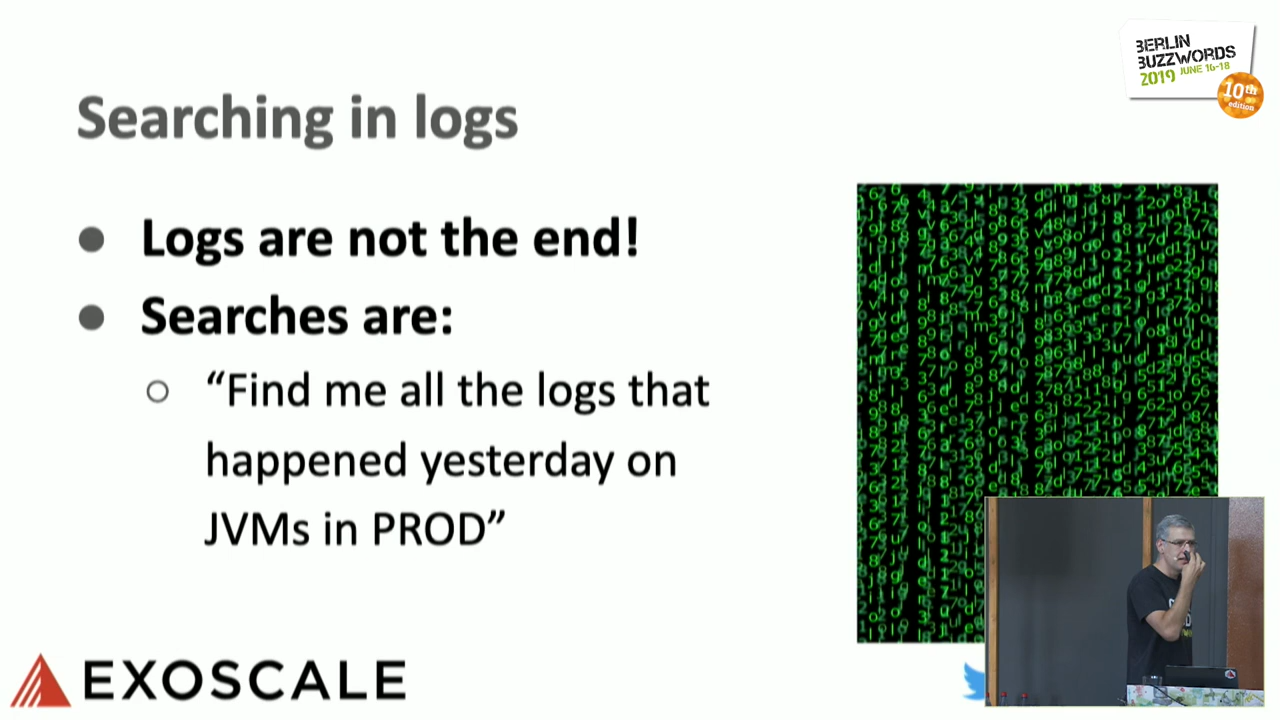 BERLIN
BUZZWORDS
2019 JUNE 16-18
10th
edition
Searching in logs
Logs are not the end!
Searches are:
“Find me all the logs that
happened yesterday on
JVMs in PROD”
EXOSCALE